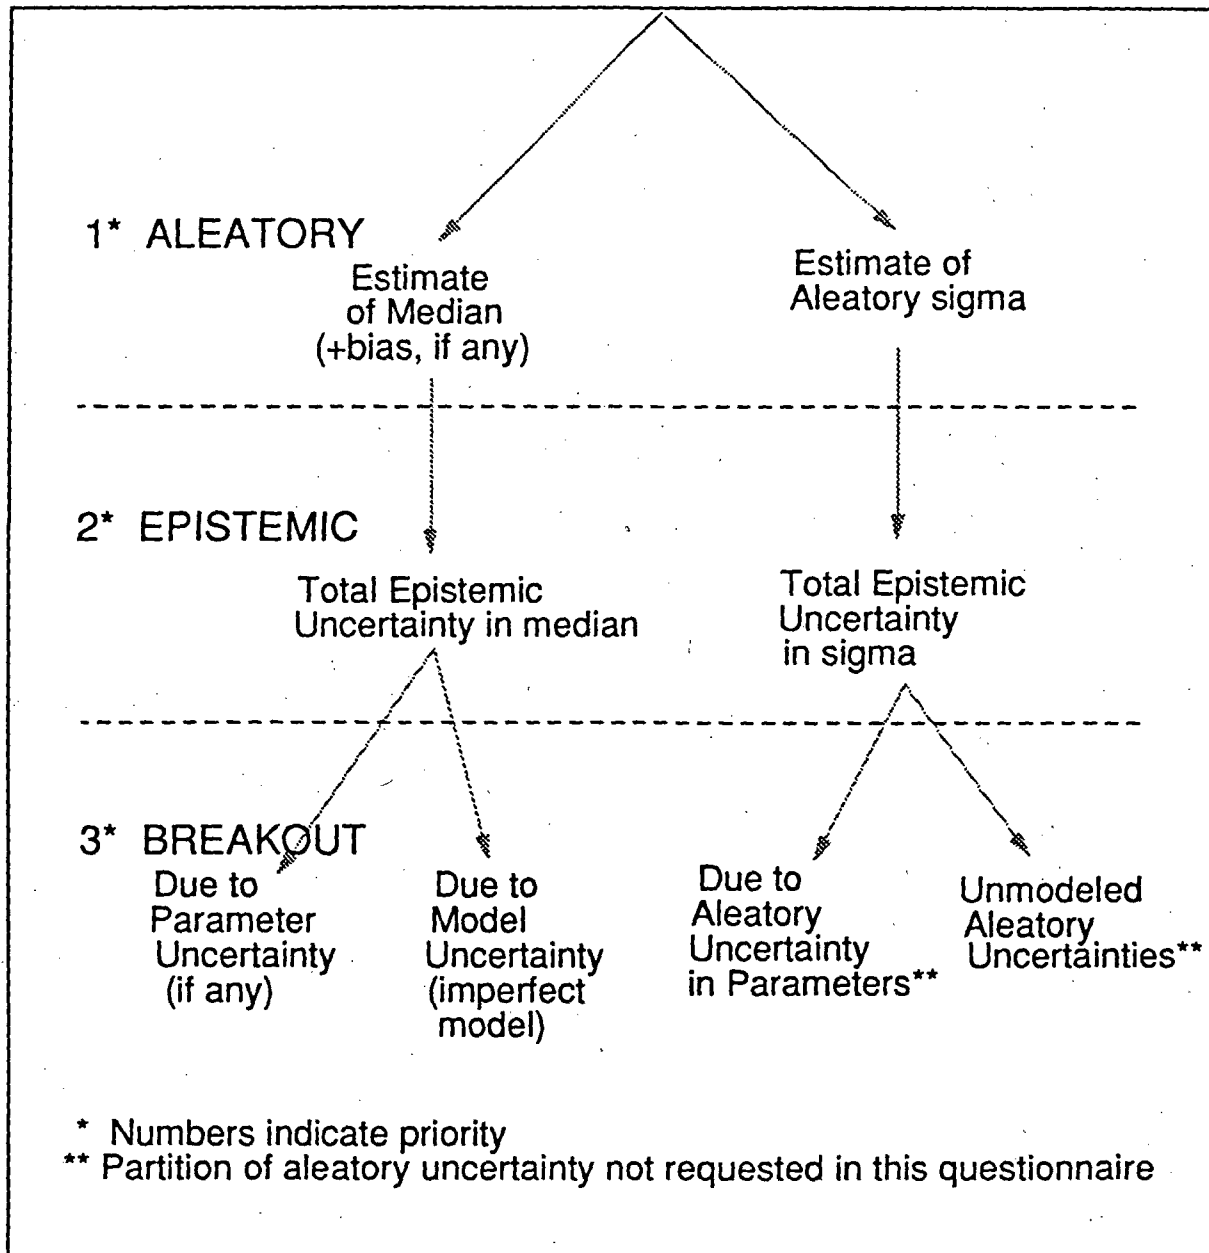 1* ALEATORY
Estimate
of Median
(+bias, if any)
Estimate of
Aleatory sigma
2* EPISTEMIC
Total Epistemic
Uncertainty in median
Total Epistemic
Uncertainty
in sigma
3* BREAKOUT
Due to
Parameter
Uncertainty
(if any)
Due to
Model
Uncertainty
(imperfect
model)
Due to
Aleatory
Uncertainty
in Parameters**
Unmodeled
Aleatory
Uncertainties**
* Numbers indicate priority
** Partition of aleatory uncertainty not requested in this questionnaire